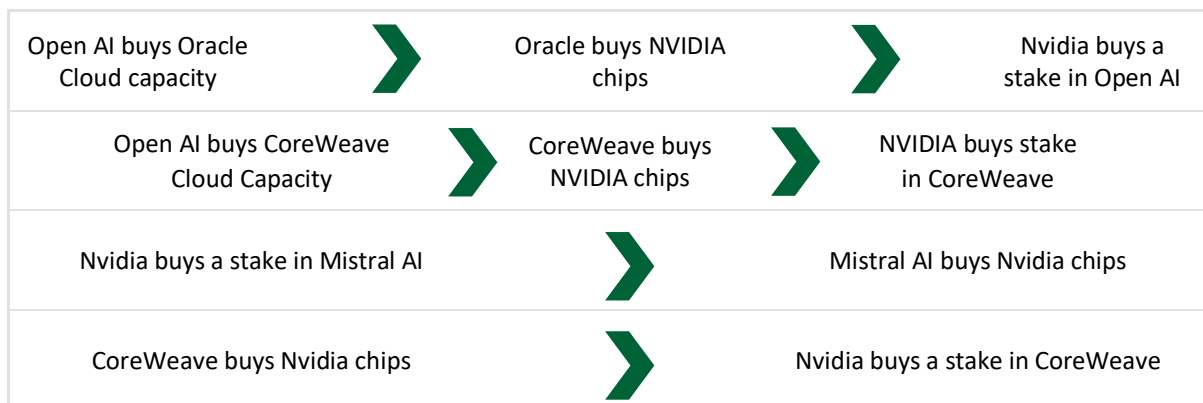 Open AI buys Oracle
Cloud capacity
Oracle buys NVIDIA
chips
Nvidia buys a
stake in Open AI
Open AI buys CoreWeave
Cloud Capacity
CoreWeave buys
NVIDIA chips
NVIDIA buys stake
in CoreWeave
Nvidia buys a stake in Mistral AI
Mistral AI buys Nvidia chips
CoreWeave buys Nvidia chips
Nvidia buys a stake in CoreWeave